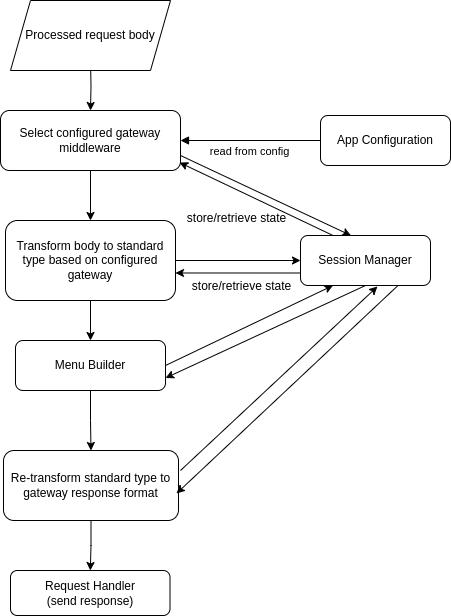 Processed request body
Select configured gateway
middleware
read from config
App Configuration
store/retrieve state
Transform body to standard
type based on configured
gateway
Session Manager
store/retrieve state
Menu Builder
Re-transform standard type to
gateway response format
Request Handler
(send response)